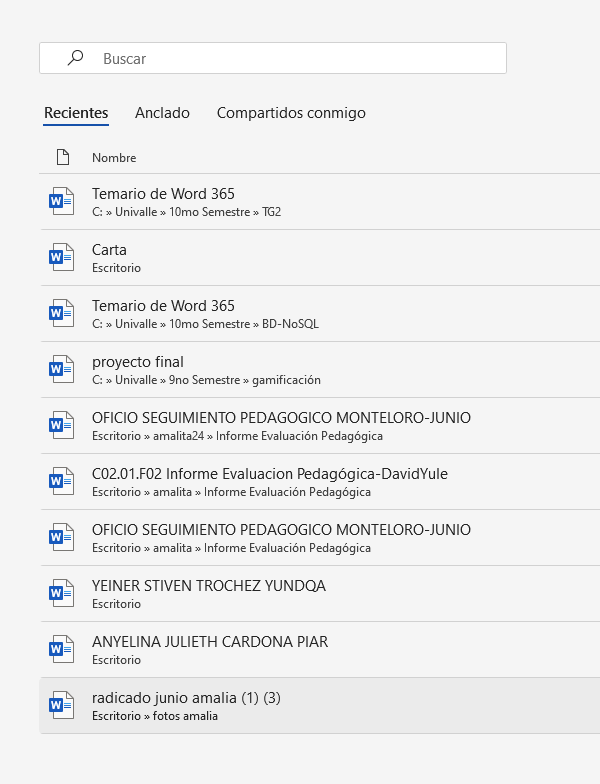 Buscar
Recientes Anclado Compartidos conmigo
Nombre
Temario de Word 365
C: » Univalle » 10mo Semestre » TG2
Carta
Escritorio
Temario de Word 365
C: » Univalle » 10mo Semestre » BD-NoSQL
proyecto final
C: » Univalle » 9no Semestre » gamificación
OFICIO SEGUIMIENTO PEDAGOGICO MONTELORO-JUNIO
Escritorio » amalita24 » Informe Evaluación Pedagógica
C02.01.F02 Informe Evaluacion Pedagógica-DavidYule
Escritorio » amalita » Informe Evaluación Pedagógica
OFICIO SEGUIMIENTO PEDAGOGICO MONTELORO-JUNIO
Escritorio » amalita » Informe Evaluación Pedagógica
YEINER STIVEN TROCHEZ YUNDQA
Escritorio
ANYELINA JULIETH CARDONA PIAR
Escritorio
radicado junio amalia (1) (3)
Escritorio » fotos amalia